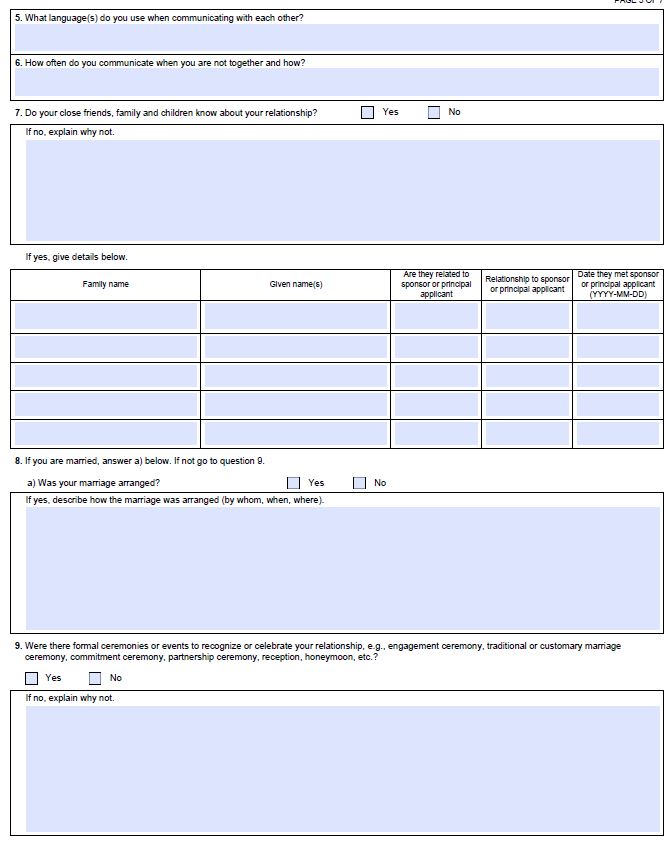 PAGE 5 OF 7
5. What language(s) do you use when communicating with each other?
6. How often do you communicate when you are not together and how?
7. Do your close friends, family and children know about your relationship? Yes No
If no, explain why not.
If yes, give details below.
Family name
Given name(s)
Are they related to
sponsor or principal
applicant
Relationship to sponsor
or principal applicant
Date they met sponsor
or principal applicant
(YYYY-MM-DD)
8. If you are married, answer a) below. If not go to question 9.
a) Was your marriage arranged? Yes No
If yes, describe how the marriage was arranged (by whom, when, where).
9. Were there formal ceremonies or events to recognize or celebrate your relationship, e.g., engagement ceremony, traditional or customary marriage
ceremony, commitment ceremony, partnership ceremony, reception, honeymoon, etc.?
Yes No
If no, explain why not.